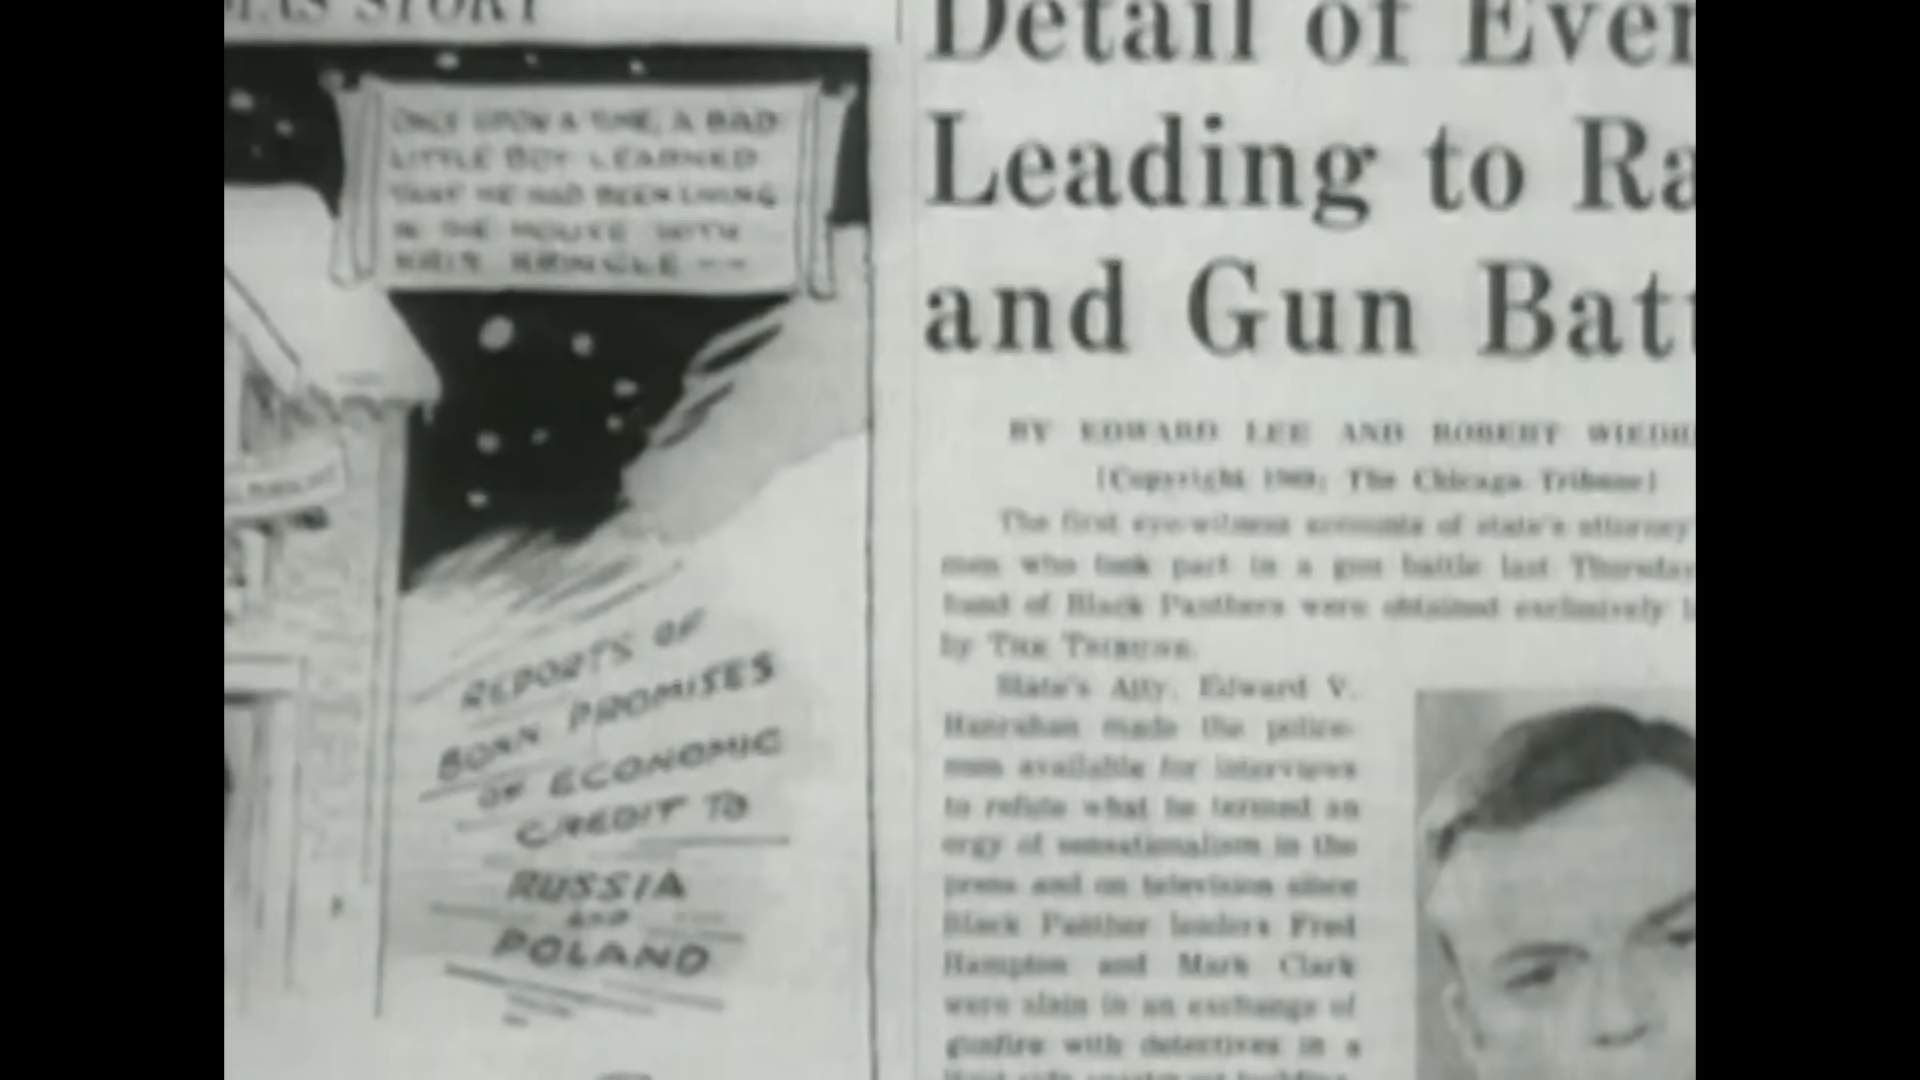 MAS STORY
ONCE UPON A TIME, A BAD
LITTLE BOY LEARNED
THAT HE HAD BEEN LIVING
IN THE HOUSE WITH
KRIS KRINGLE --
REPORTS OF
BONN PROMISES
OF ECONOMIC
CREDIT TO
RUSSIA
AND
POLAND
Detail of Even
Leading to Ra
and Gun Batt
BY EDWARD LEE AND ROBERT
[Copyright 1969: The Chicago Tribune]
The first eye-witness accounts of state's attorney'
men who took part in a gun battle last Thursday
band of Black Panthers were obtained exclusively
by THE TRIBUNE.
State's Atty. Edward V.
Hanrahan made the police-
men available for interviews
to refute what he termed an
orgy of sensationalism in the
press and on television since
Black Panther leaders Fred
Hampton and Mark Clark
were slain in an exchange of
gunfire with detectives in a